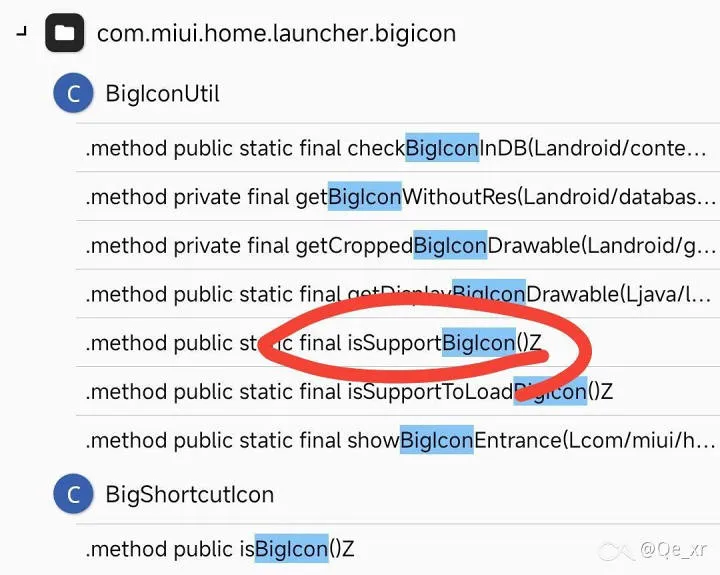 com.miui.home.launcher.bigicon
C BigIconUtil
.method public static final checkBigIconInDB(Landroid/conte...
.method private final getBigIconWithoutRes(Landroid/databas...
.method private final getCroppedBigIconDrawable(Landroid/g...
.method public static final getDisplayBigIconDrawable(Ljava/l...
.method public static final isSupportBigIcon()Z
.method public static final isSupportToLoadBigIcon()Z
.method public static final showBigIconEntrance(Lcom/miui/h...
C BigShortcutIcon
.method public isBigIcon()Z
@Qe_xr